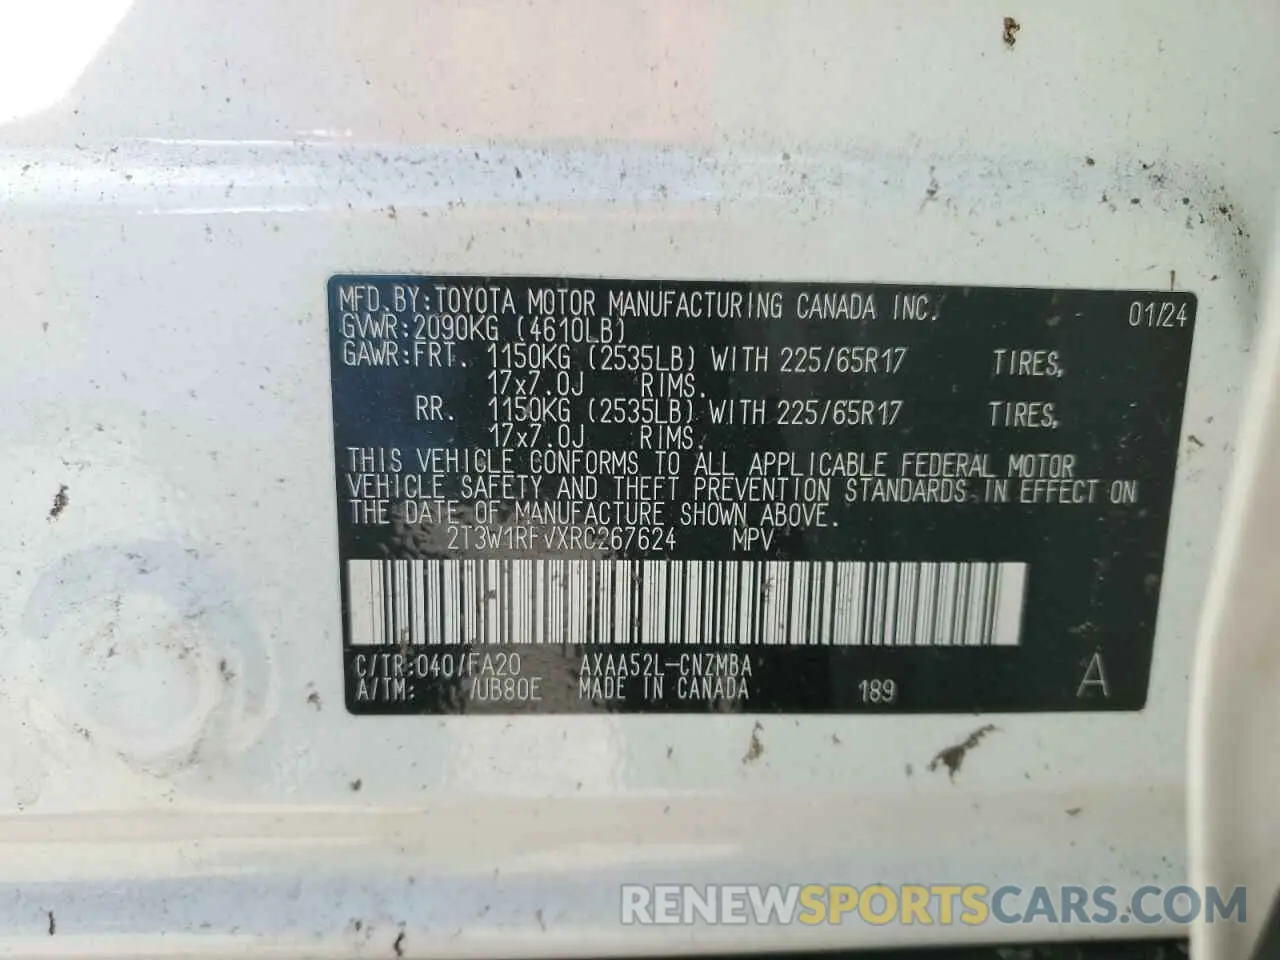 MFD.BY:TOYOTA MOTOR MANUFACTURING CANADA INC. 01/24
GVWR:2090KG (4610LB)
GAWR:FRT. 1150KG (2535LB) WITH 225/65R17 TIRES,
17x7.0J RIMS.
RR. 1150KG (2535LB) WITH 225/65R17 TIRES,
17x7.0J RIMS.
THIS VEHICLE CONFORMS TO ALL APPLICABLE FEDERAL MOTOR
VEHICLE SAFETY AND THEFT PREVENTION STANDARDS IN EFFECT ON
THE DATE OF MANUFACTURE SHOWN ABOVE.
2T3W1RFVXRC267624 MPV
C/TR:040/FA20 AXAA52L-CNZMBA
A/TM: /UB80E MADE IN CANADA 189 A
RENEWSPORTSCARS.COM